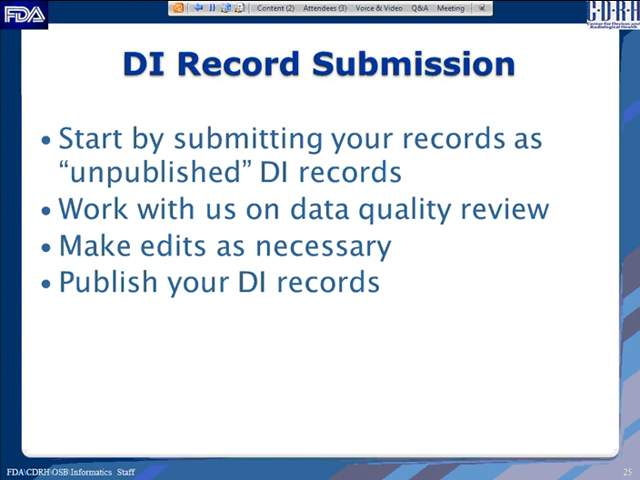 Content (2) Attendees (3) Voice & Video Q&A Meeting
FDA
CDRH
Center for Devices and
Radiological Health
DI Record Submission
• Start by submitting your records as
“unpublished” DI records
• Work with us on data quality review
• Make edits as necessary
• Publish your DI records
FDA\CDRH\OSB\Informatics Staff
25